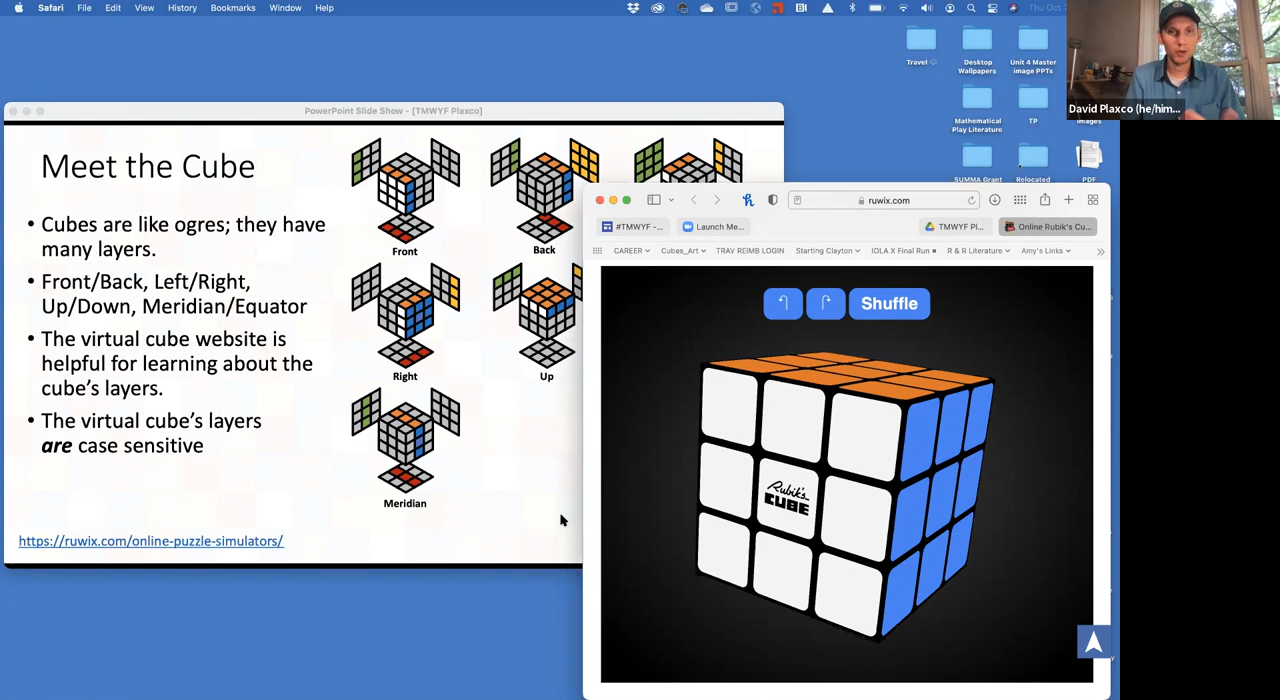 Safari File Edit View History Bookmarks Window Help
Travel
Desktop
Wallpapers
Unit 4 Master
image PPTs
Mathematical
Play Literature
TP
Images
SUMMA Grant
Relocated
PDF
David Plaxco (he/him...
PowerPoint Slide Show - [TMWYF Plaxco]
Meet the Cube
• Cubes are like ogres; they have
many layers.
• Front/Back, Left/Right,
Up/Down, Meridian/Equator
• The virtual cube website is
helpful for learning about the
cube's layers.
• The virtual cube's layers
are case sensitive
https://ruwix.com/online-puzzle-simulators/
Front
Back
Right
Up
Meridian
ruwix.com
#TMWYF -...
Launch Me...
TMWYF Pl...
Online Rubik's Cu...
CAREER Cubes_Art TRAV REIMB LOGIN Starting Clayton IOLA X Final Run R & R Literature Amy's Links
Shuffle
Rubik's
CUBE